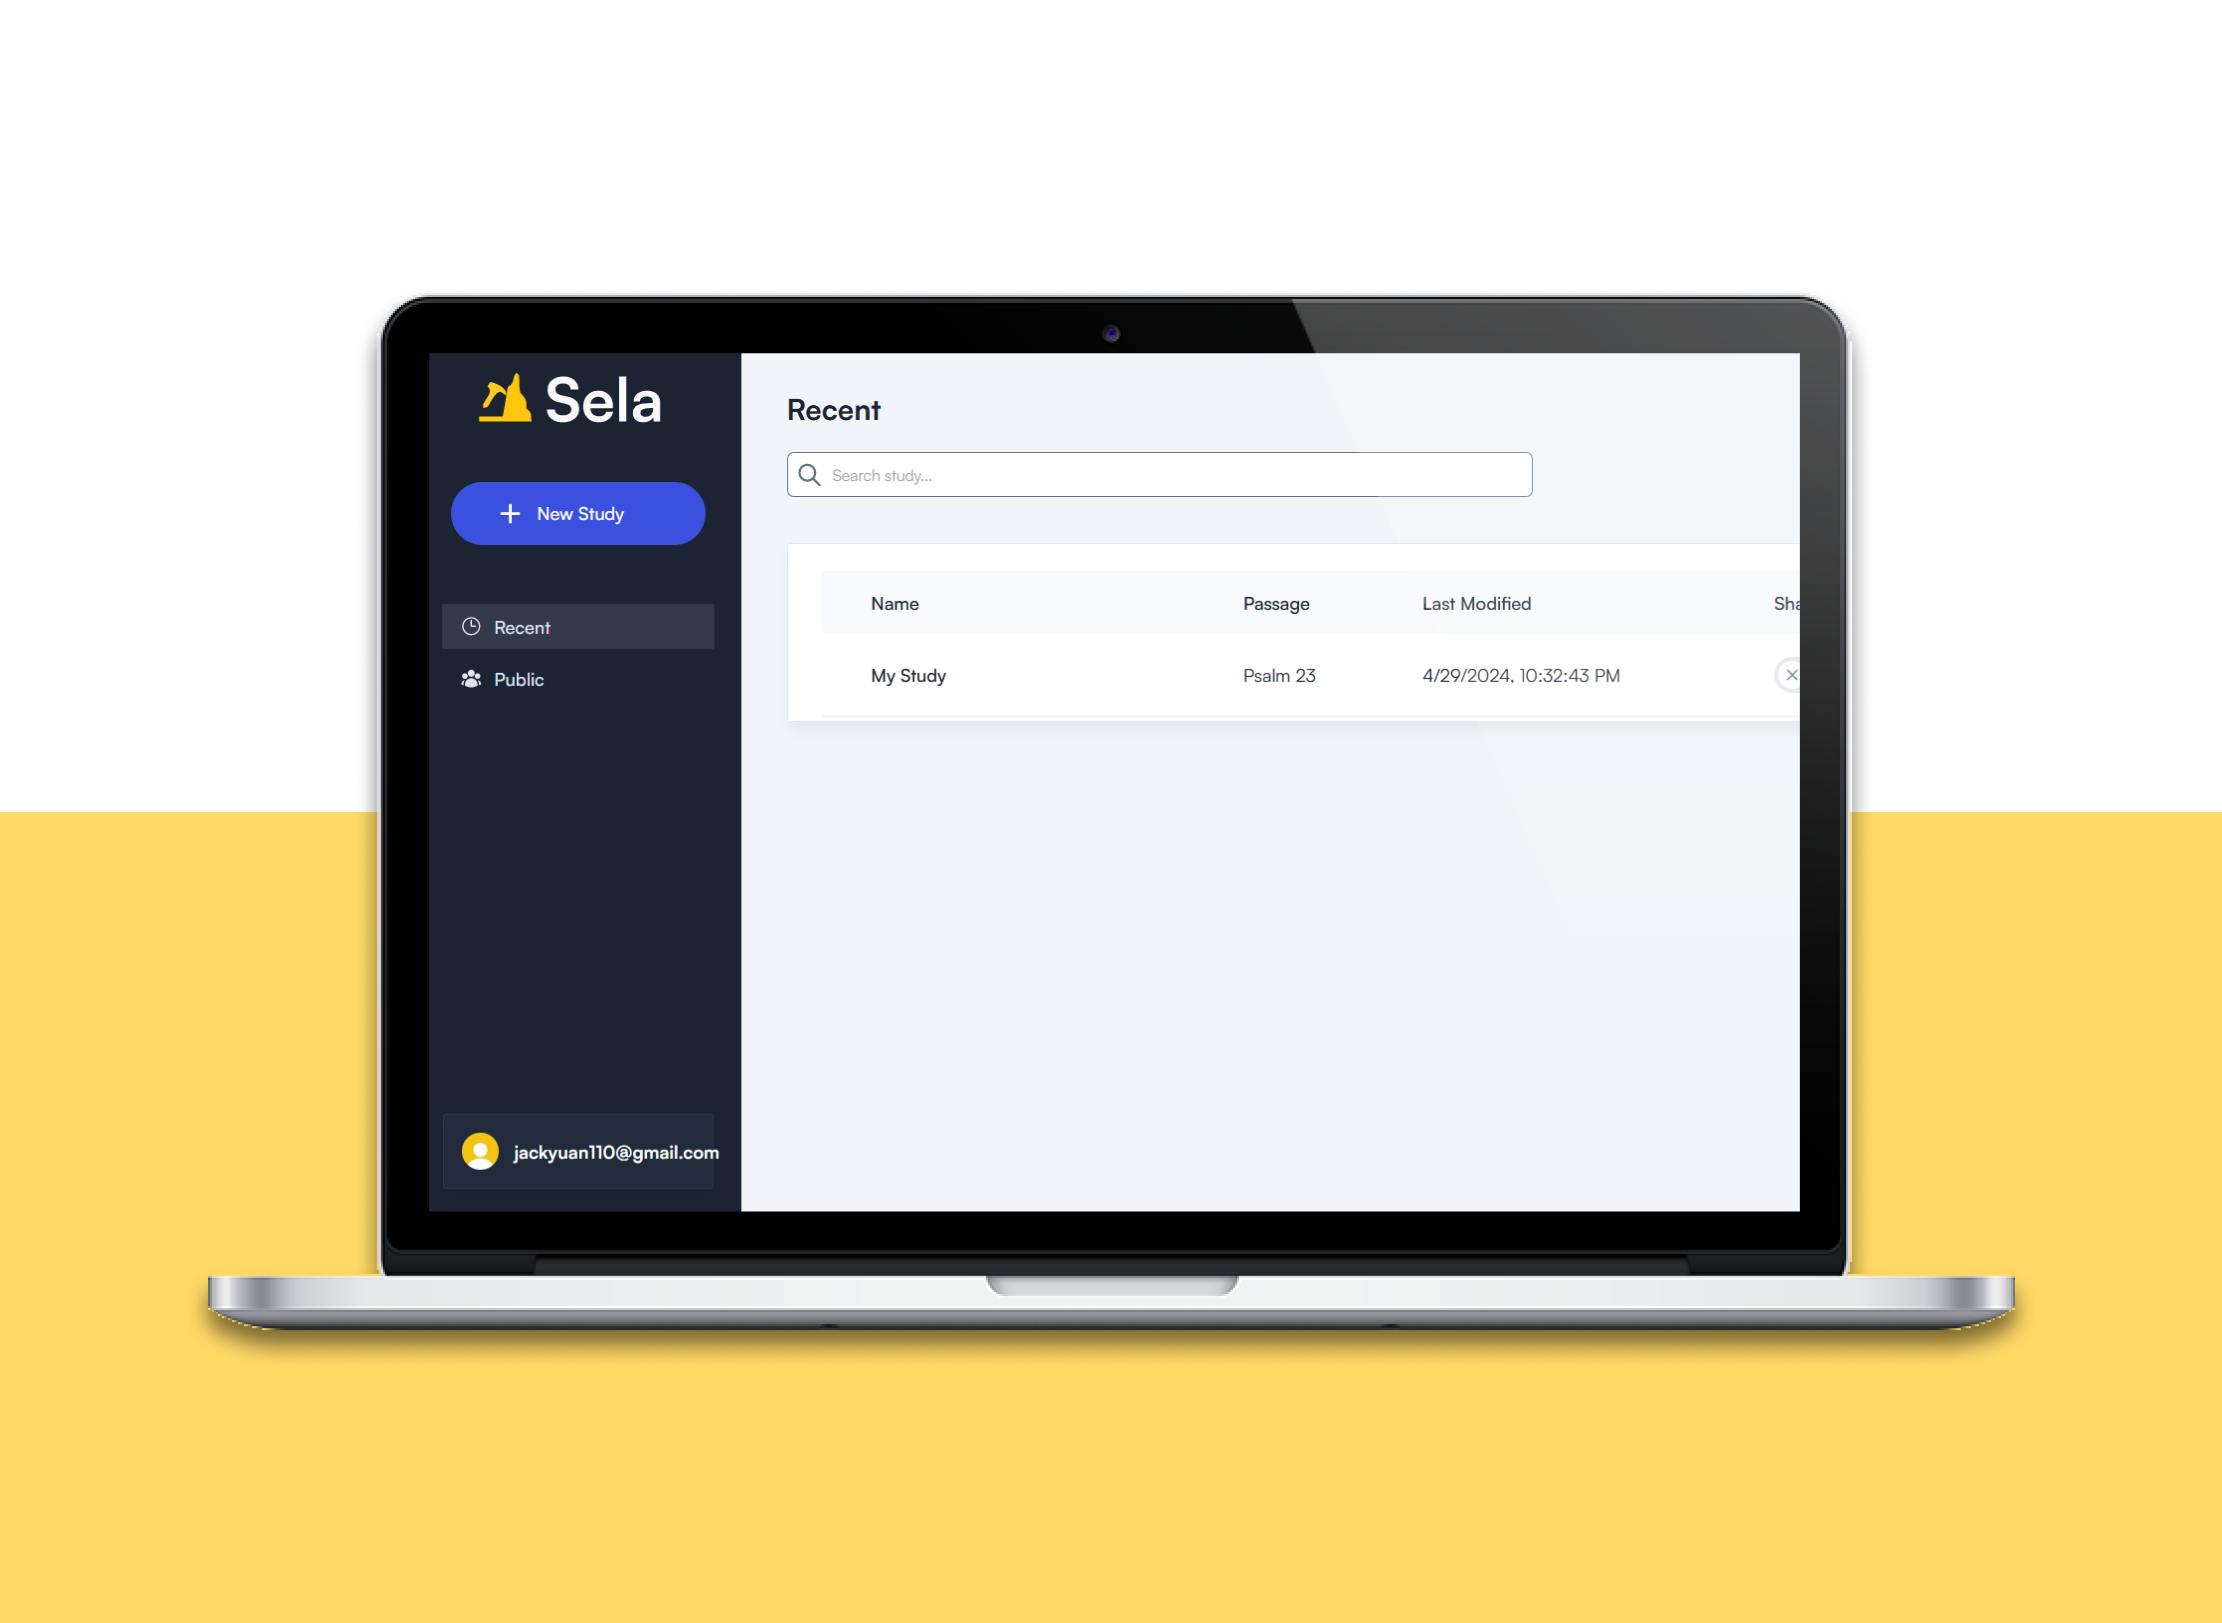 Sela
New Study
Recent
Public
jackyuan110@gmail.com
Recent
Search study...
Name Passage Last Modified Sha
My Study Psalm 23 4/29/2024, 10:32:43 PM